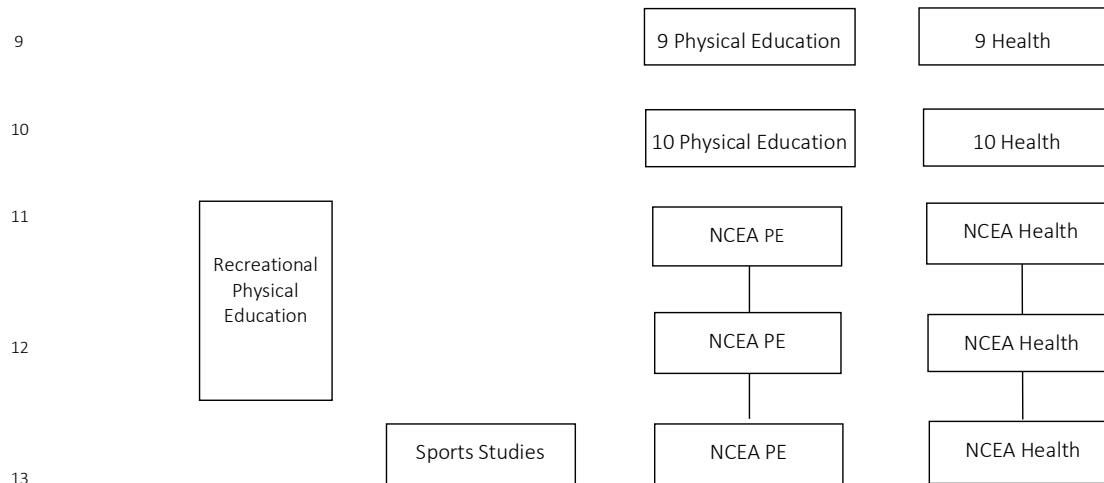 9
9 Physical Education
9 Health
10
10 Physical Education
10 Health
11
Recreational
Physical
Education
NCEA PE
NCEA Health
12
NCEA PE
NCEA Health
13
Sports Studies
NCEA PE
NCEA Health